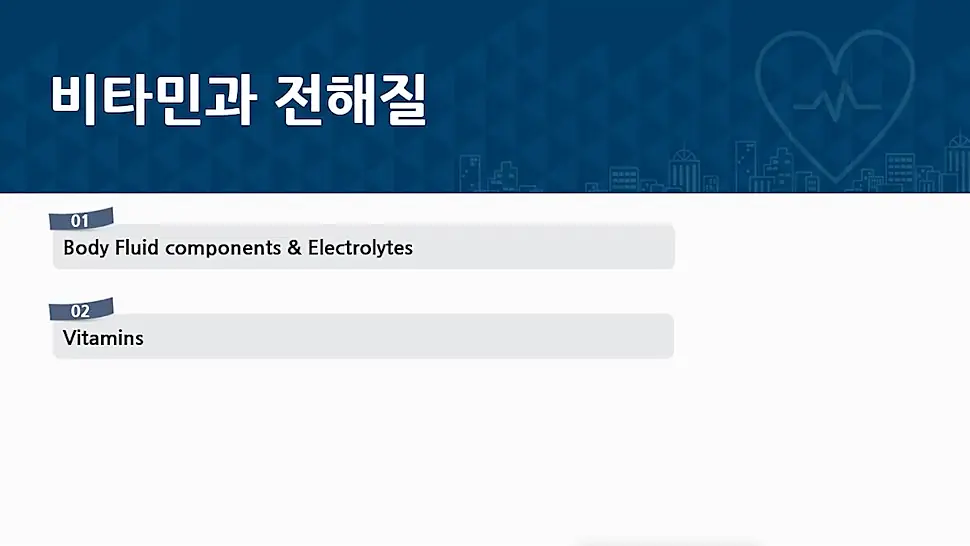 비타민과 전해질
01
Body Fluid components & Electrolytes
02
Vitamins